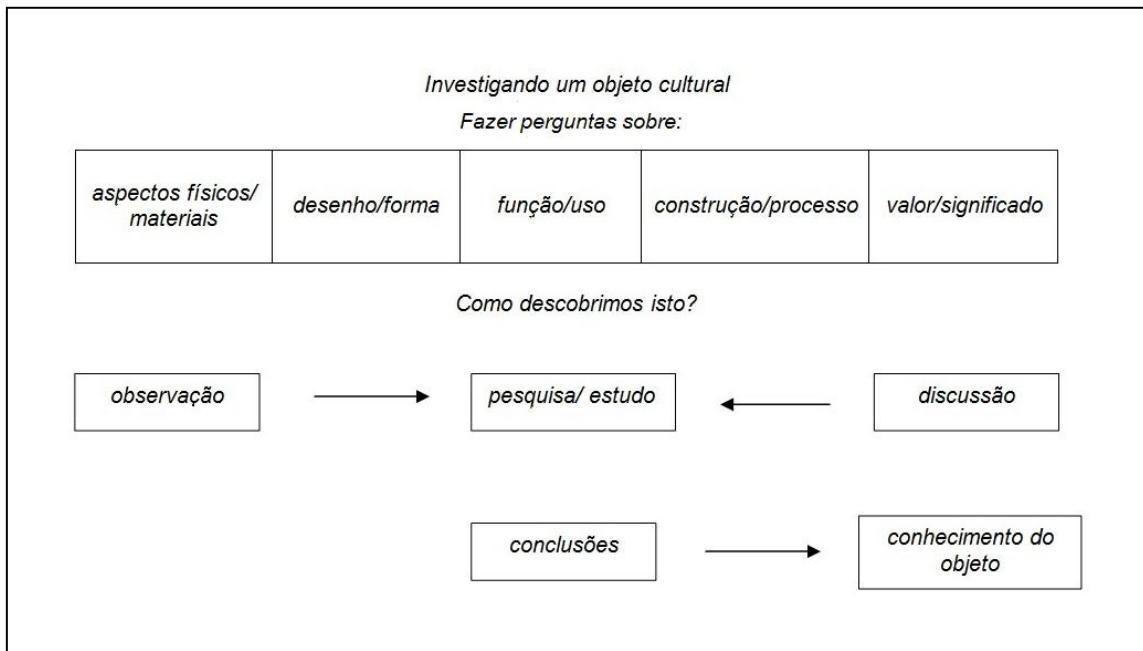 Investigando um objeto cultural
Fazer perguntas sobre:
aspectos físicos/
materiais
desenho/forma
função/uso
construção/processo
valor/significado
Como descobrimos isto?
observação
pesquisa/ estudo
discussão
conclusões
conhecimento do
objeto